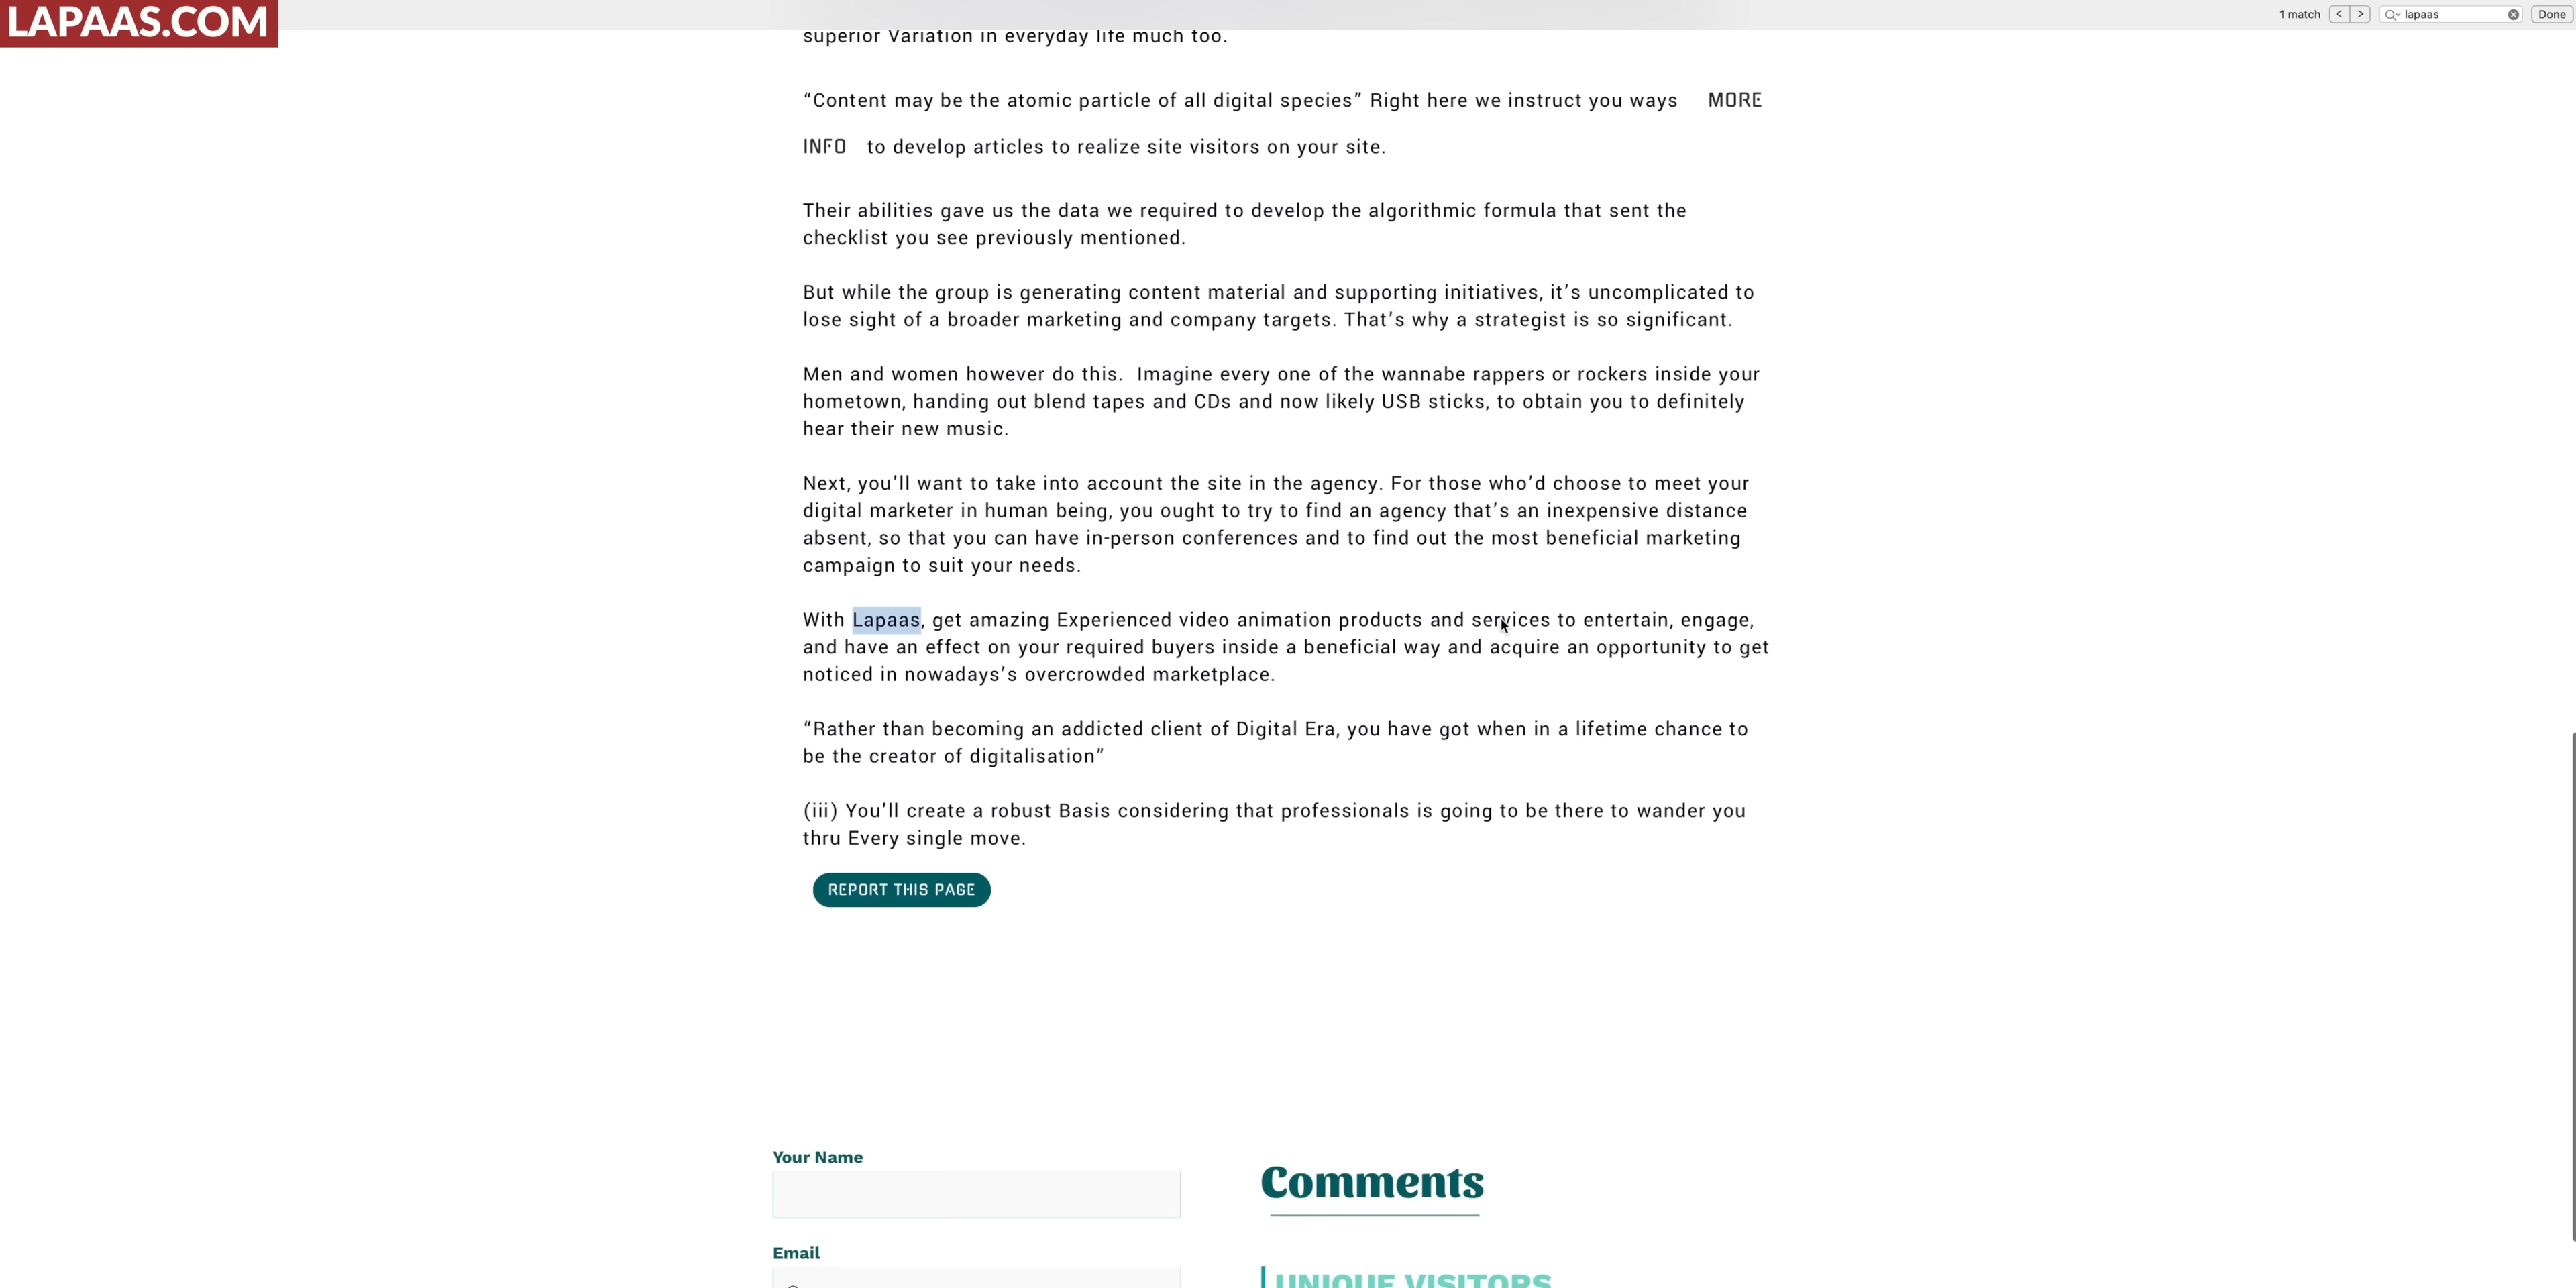 LAPAAS.COM
1 match
lapaas
Done
superior Variation in everyday life much too.
“Content may be the atomic particle of all digital species” Right here we instruct you ways MORE
INFO to develop articles to realize site visitors on your site.
Their abilities gave us the data we required to develop the algorithmic formula that sent the
checklist you see previously mentioned.
But while the group is generating content material and supporting initiatives, it’s uncomplicated to
lose sight of a broader marketing and company targets. That’s why a strategist is so significant.
Men and women however do this.  Imagine every one of the wannabe rappers or rockers inside your
hometown, handing out blend tapes and CDs and now likely USB sticks, to obtain you to definitely
hear their new music.
Next, you’ll want to take into account the site in the agency. For those who’d choose to meet your
digital marketer in human being, you ought to try to find an agency that’s an inexpensive distance
absent, so that you can have in-person conferences and to find out the most beneficial marketing
campaign to suit your needs.
With Lapaas, get amazing Experienced video animation products and services to entertain, engage,
and have an effect on your required buyers inside a beneficial way and acquire an opportunity to get
noticed in nowadays’s overcrowded marketplace.
“Rather than becoming an addicted client of Digital Era, you have got when in a lifetime chance to
be the creator of digitalisation”
(iii) You’ll create a robust Basis considering that professionals is going to be there to wander you
thru Every single move.
REPORT THIS PAGE
Your Name
Comments
Email
UNIQUE VISITORS